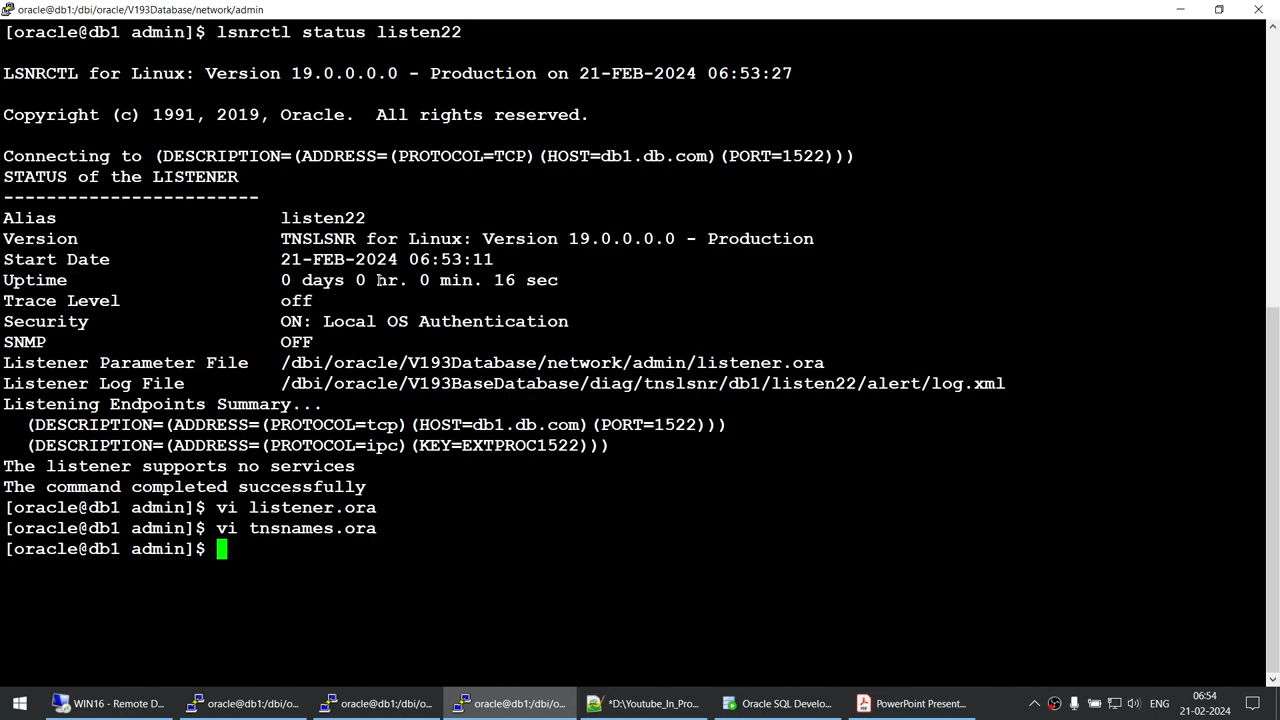 oracle@db1:/dbi/oracle/V193Database/network/admin
[oracle@db1 admin]$ lsnrctl status listen22
LSNRCTL for Linux: Version 19.0.0.0.0 - Production on 21-FEB-2024 06:53:27
Copyright (c) 1991, 2019, Oracle.  All rights reserved.
Connecting to (DESCRIPTION=(ADDRESS=(PROTOCOL=TCP)(HOST=db1.db.com)(PORT=1522)))
STATUS of the LISTENER
------------------------
Alias                     listen22
Version                   TNSLSNR for Linux: Version 19.0.0.0.0 - Production
Start Date                21-FEB-2024 06:53:11
Uptime                    0 days 0 hr. 0 min. 16 sec
Trace Level               off
Security                  ON: Local OS Authentication
SNMP                      OFF
Listener Parameter File   /dbi/oracle/V193Database/network/admin/listener.ora
Listener Log File         /dbi/oracle/V193BaseDatabase/diag/tnslsnr/db1/listen22/alert/log.xml
Listening Endpoints Summary...
  (DESCRIPTION=(ADDRESS=(PROTOCOL=tcp)(HOST=db1.db.com)(PORT=1522)))
  (DESCRIPTION=(ADDRESS=(PROTOCOL=ipc)(KEY=EXTPROC1522)))
The listener supports no services
The command completed successfully
[oracle@db1 admin]$ vi listener.ora
[oracle@db1 admin]$ vi tnsnames.ora
[oracle@db1 admin]$
WIN16 - Remote D... oracle@db1:/dbi/o... oracle@db1:/dbi/o... oracle@db1:/dbi/o... *D:\Youtube_In_Pro... Oracle SQL Develo... PowerPoint Present... ENG 06:54
21-02-2024